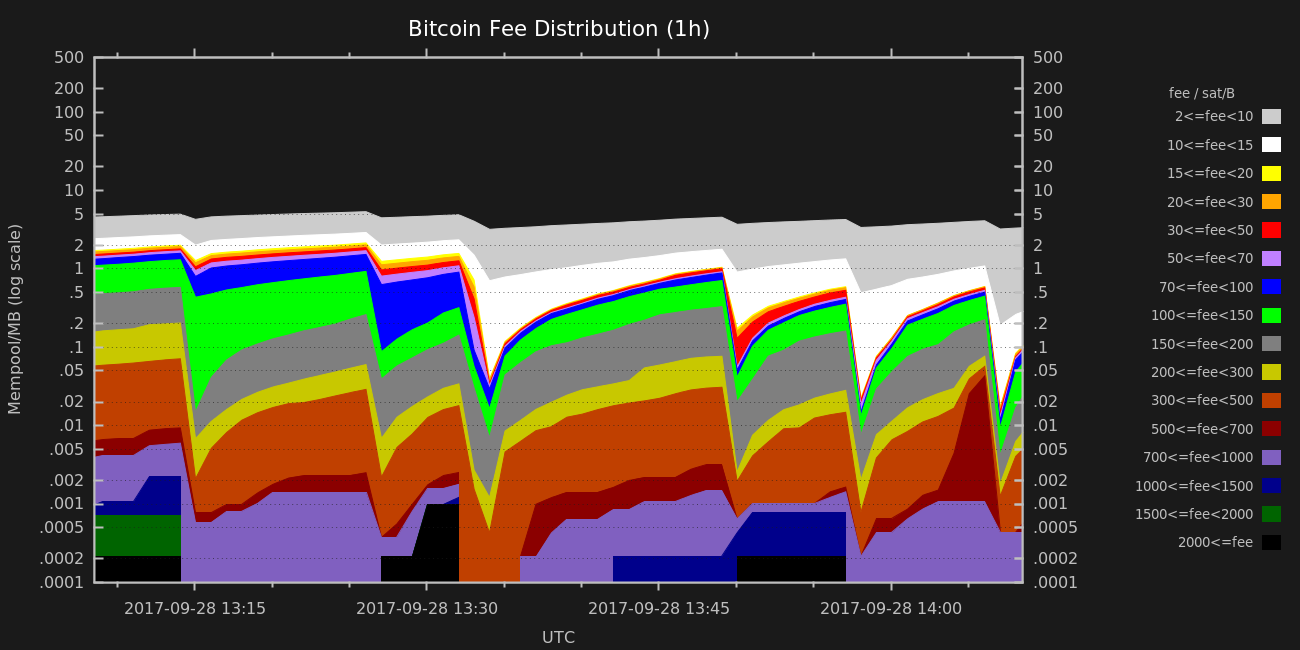 Bitcoin Fee Distribution (1h)
500 500
200 200
100 100
50 50
20 20
10 10
5 5
2 2
1 1
.5 .5
.2 .2
.1 .1
.05 .05
.02 .02
.01 .01
.005 .005
.002 .002
.001 .001
.0005 .0005
.0002 .0002
.0001 .0001
Mempool/MB (log scale)
2017-09-28 13:15 2017-09-28 13:30 2017-09-28 13:45 2017-09-28 14:00
UTC
fee / sat/B
2<=fee<10
10<=fee<15
15<=fee<20
20<=fee<30
30<=fee<50
50<=fee<70
70<=fee<100
100<=fee<150
150<=fee<200
200<=fee<300
300<=fee<500
500<=fee<700
700<=fee<1000
1000<=fee<1500
1500<=fee<2000
2000<=fee